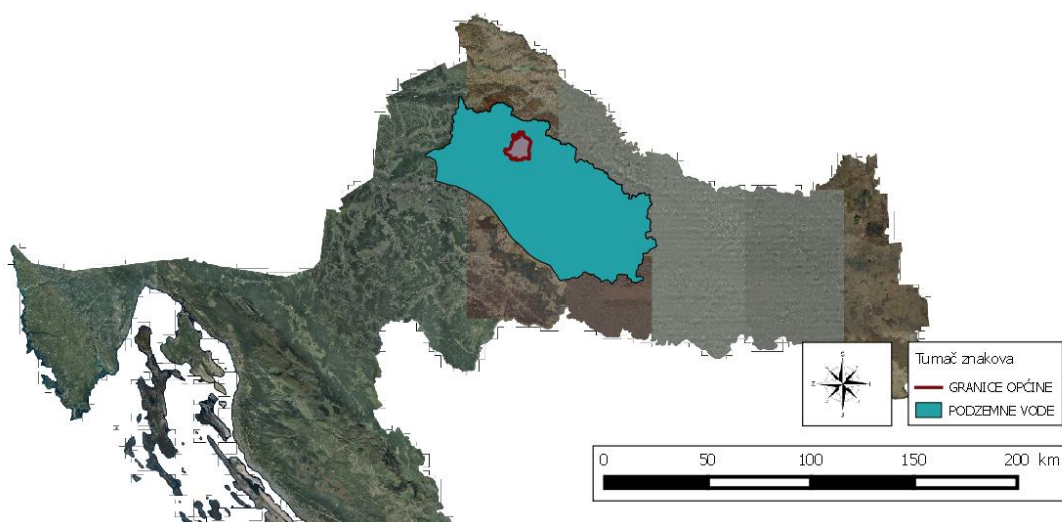 S
Z
I
J
Tumač znakova
GRANICE OPĆINE
PODZEMNE VODE
0 50 100 150 200 km